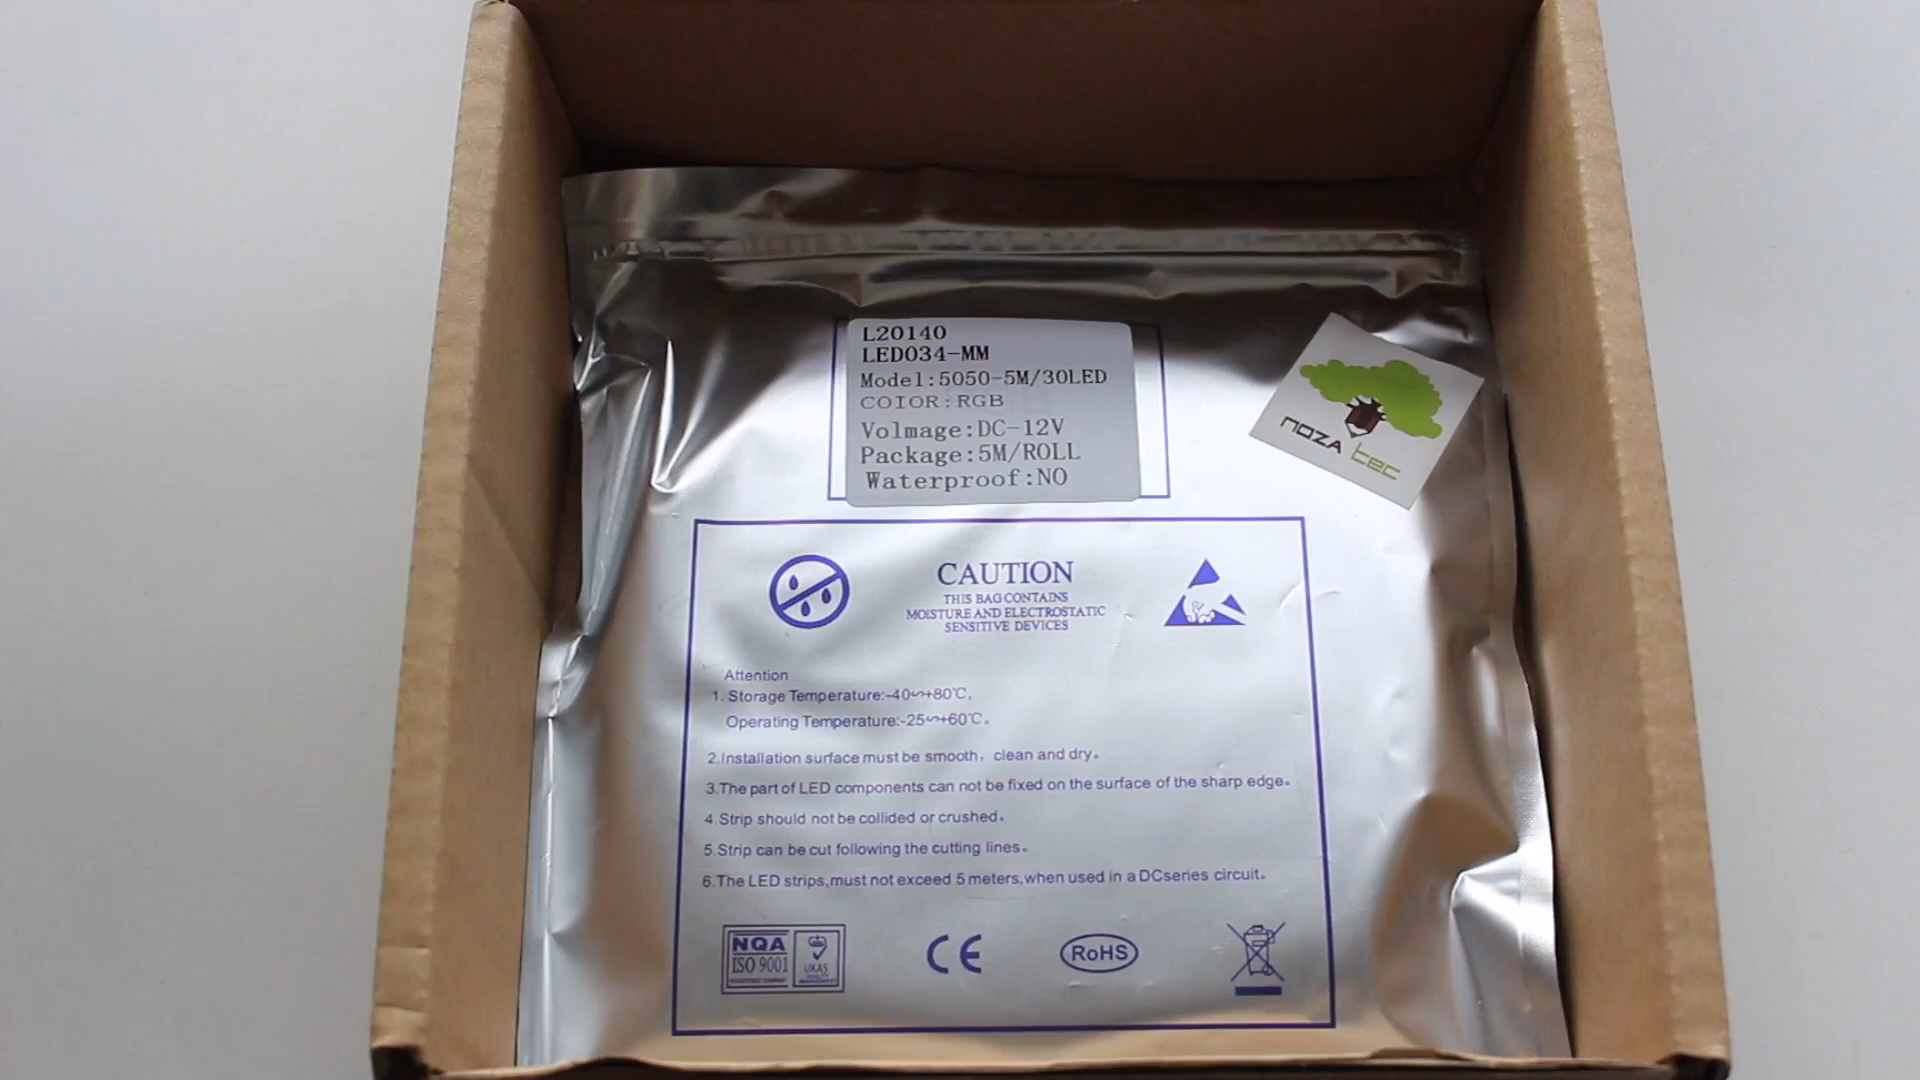 L20140
LED034-MM
Model:5050-5M/30LED
COIOR:RGB
Volmage:DC-12V
Package:5M/ROLL
Waterproof:NO
NOZA tec
CAUTION
THIS BAG CONTAINS
MOISTURE AND ELECTROSTATIC
SENSITIVE DEVICES
Attention
1. Storage Temperature:-40~+80℃。
Operating Temperature:-25~+60℃。
2.Installation surface must be smooth, clean and dry。
3.The part of LED components can not be fixed on the surface of the sharp edge。
4.Strip should not be collided or crushed。
5.Strip can be cut following the cutting lines。
6.The LED strips,must not exceed 5 meters,when used in a DC series circuit。
NQA
ISO 9001
UKAS
CE
RoHS